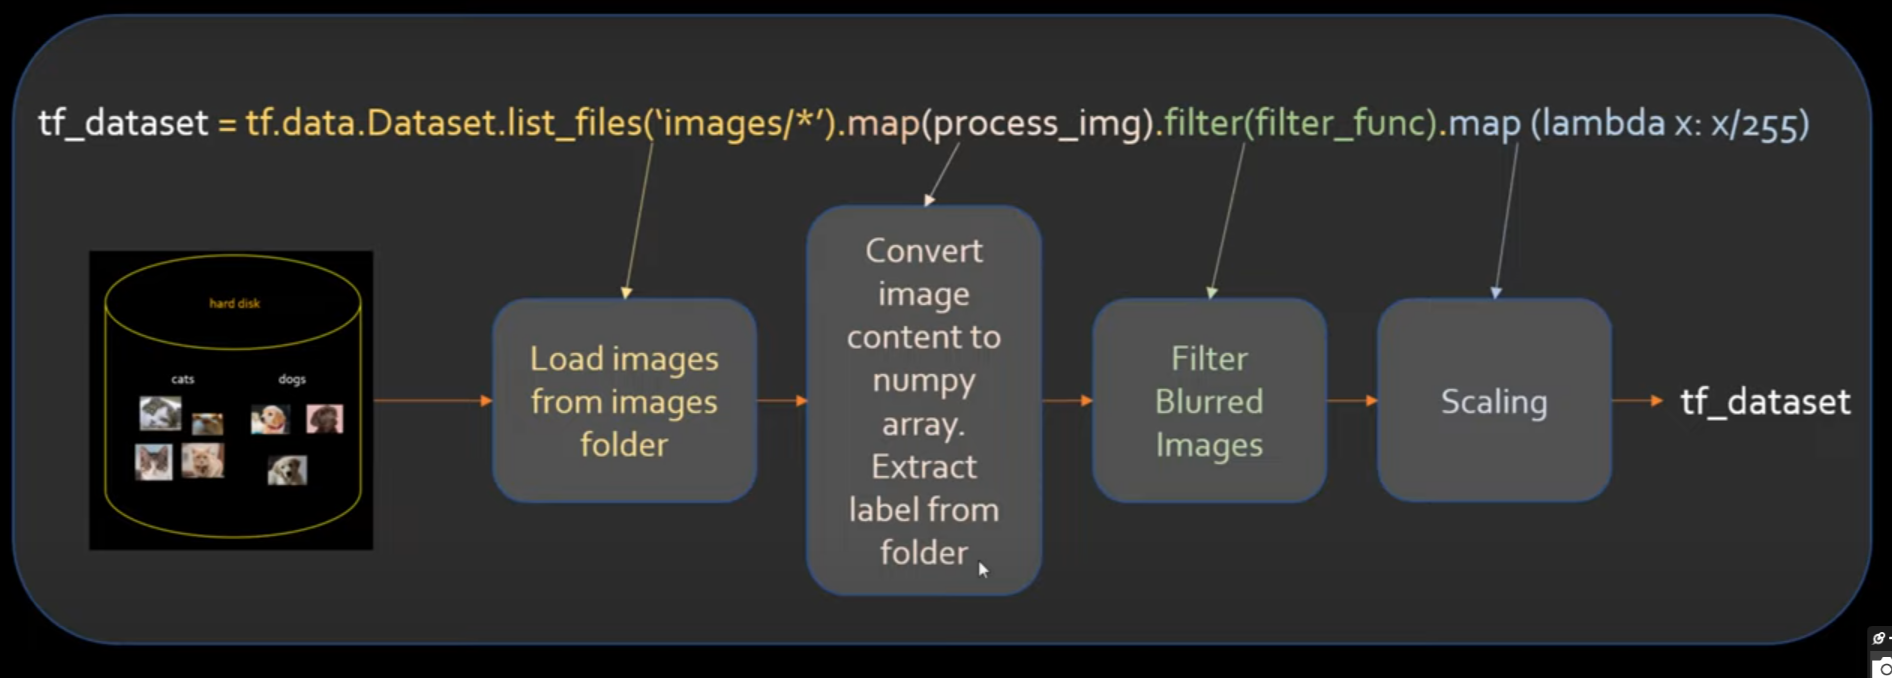 tf_dataset = tf.data.Dataset.list_files(‘images/*’).map(process_img).filter(filter_func).map (lambda x: x/255)
hard disk
cats
dogs
Load images
from images
folder
Convert
image
content to
numpy
array.
Extract
label from
folder
Filter
Blurred
Images
Scaling
tf_dataset